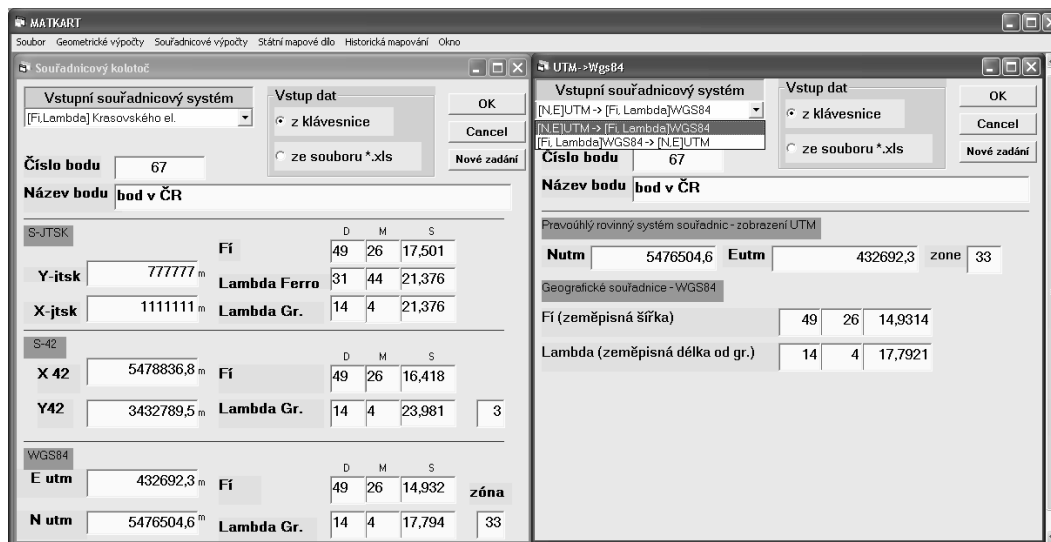 MATKART
Soubor Geometrické výpočty Souřadnicové výpočty Státní mapové dílo Historická mapování Okno
Souřadnicový kolotoč
Vstupní souřadnicový systém
[Fi,Lambda] Krasovského el.
Vstup dat
z klávesnice
ze souboru *.xls
OK
Cancel
Nové zadání
Číslo bodu 67
Název bodu bod v ČR
S-JTSK
D M S
Fí 49 26 17,501
Y-jtsk 777777 m Lambda Ferro 31 44 21,376
X-jtsk 1111111 m Lambda Gr. 14 4 21,376
S-42
D M S
X 42 5478836,8 m Fí 49 26 16,418
Y42 3432789,5 m Lambda Gr. 14 4 23,981 3
WGS84
D M S
E utm 432692,3 m Fí 49 26 14,932 zóna
N utm 5476504,6 m Lambda Gr. 14 4 17,794 33
UTM->Wgs84
Vstupní souřadnicový systém
[N,E]UTM -> [Fi, Lambda]WGS84
[N,E]UTM -> [Fi, Lambda]WGS84
[Fi, Lambda]WGS84 -> [N,E]UTM
Vstup dat
z klávesnice
ze souboru *.xls
OK
Cancel
Nové zadání
Číslo bodu 67
Název bodu bod v ČR
Pravoúhlý rovinný systém souřadnic - zobrazení UTM
Nutm 5476504,6 Eutm 432692,3 zone 33
Geografické souřadnice - WGS84
Fí (zeměpisná šířka) 49 26 14,9314
Lambda (zeměpisná délka od gr.) 14 4 17,7921